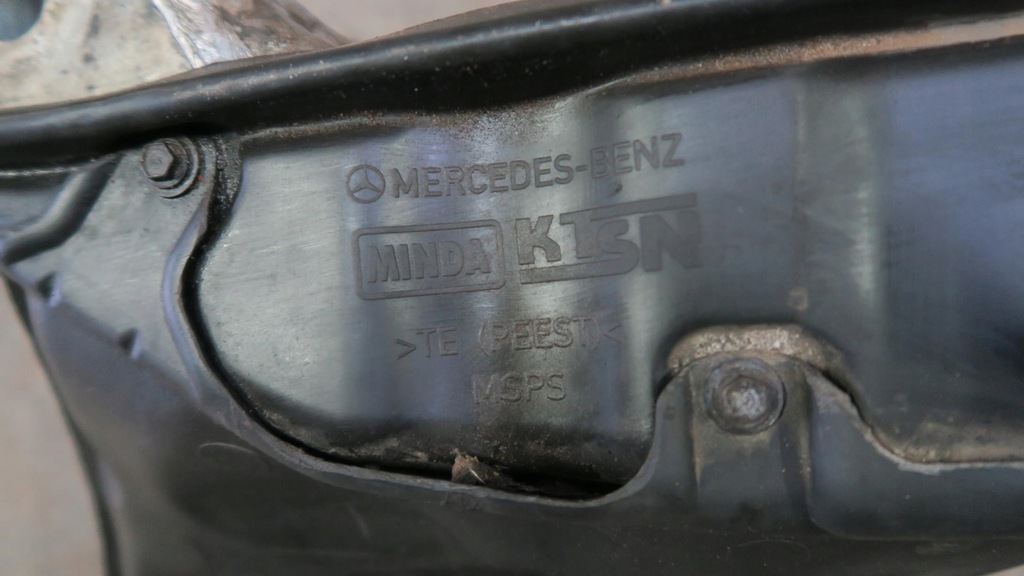 MERCEDES-BENZ
MINDA KTSN
>TE (PEEST)<
MSPS